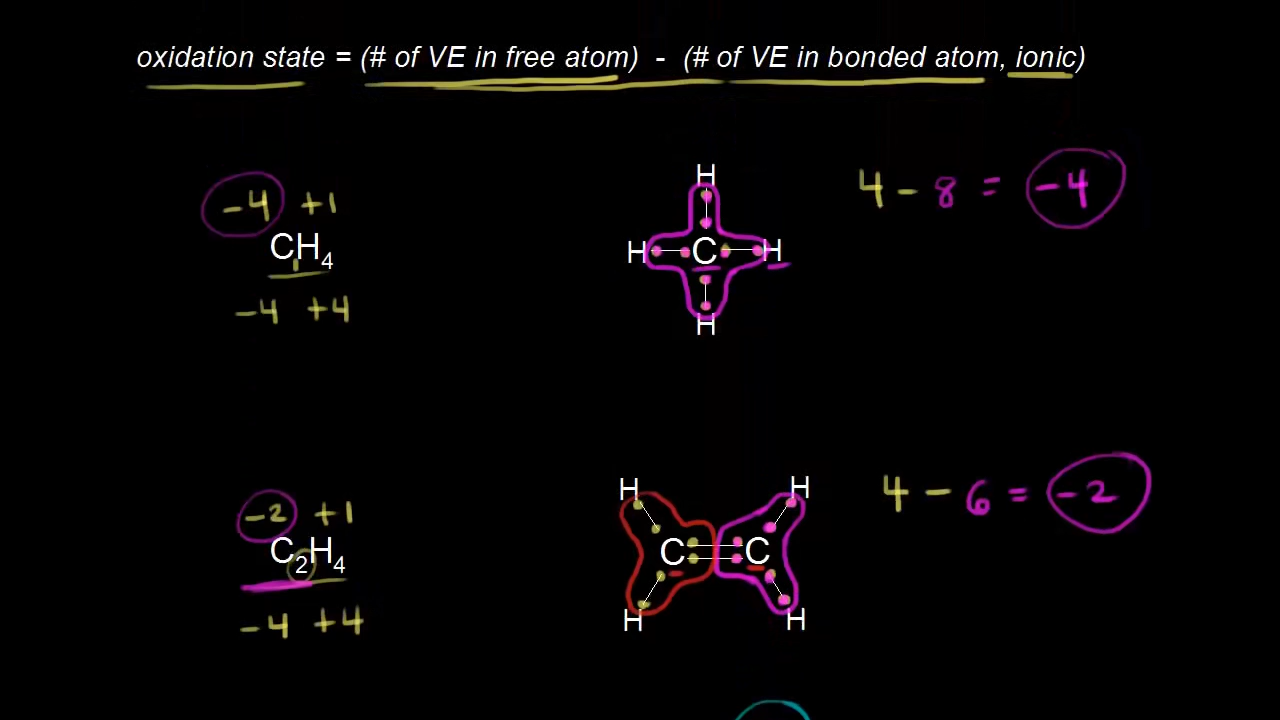 oxidation state = (# of VE in free atom) - (# of VE in bonded atom, ionic)
-4 +1
CH₄
-4 +4
H
H C H
H
4 - 8 = -4
-2 +1
C₂H₄
-4 +4
H H
C C
H H
4 - 6 = -2